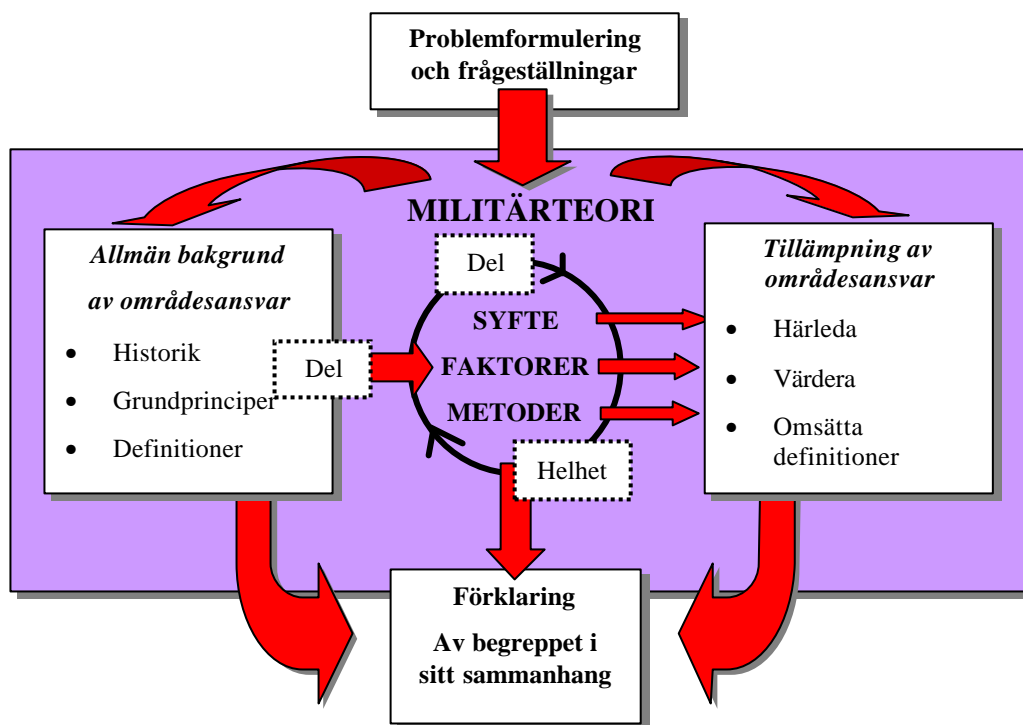 Problemformulering
och frågeställningar
MILITÄRTEORI
Allmän bakgrund
av områdesansvar
• Historik
• Grundprinciper
• Definitioner
Del
Del
SYFTE
FAKTORER
METODER
Helhet
Tillämpning av
områdesansvar
• Härleda
• Värdera
• Omsätta
definitioner
Förklaring
Av begreppet i
sitt sammanhang